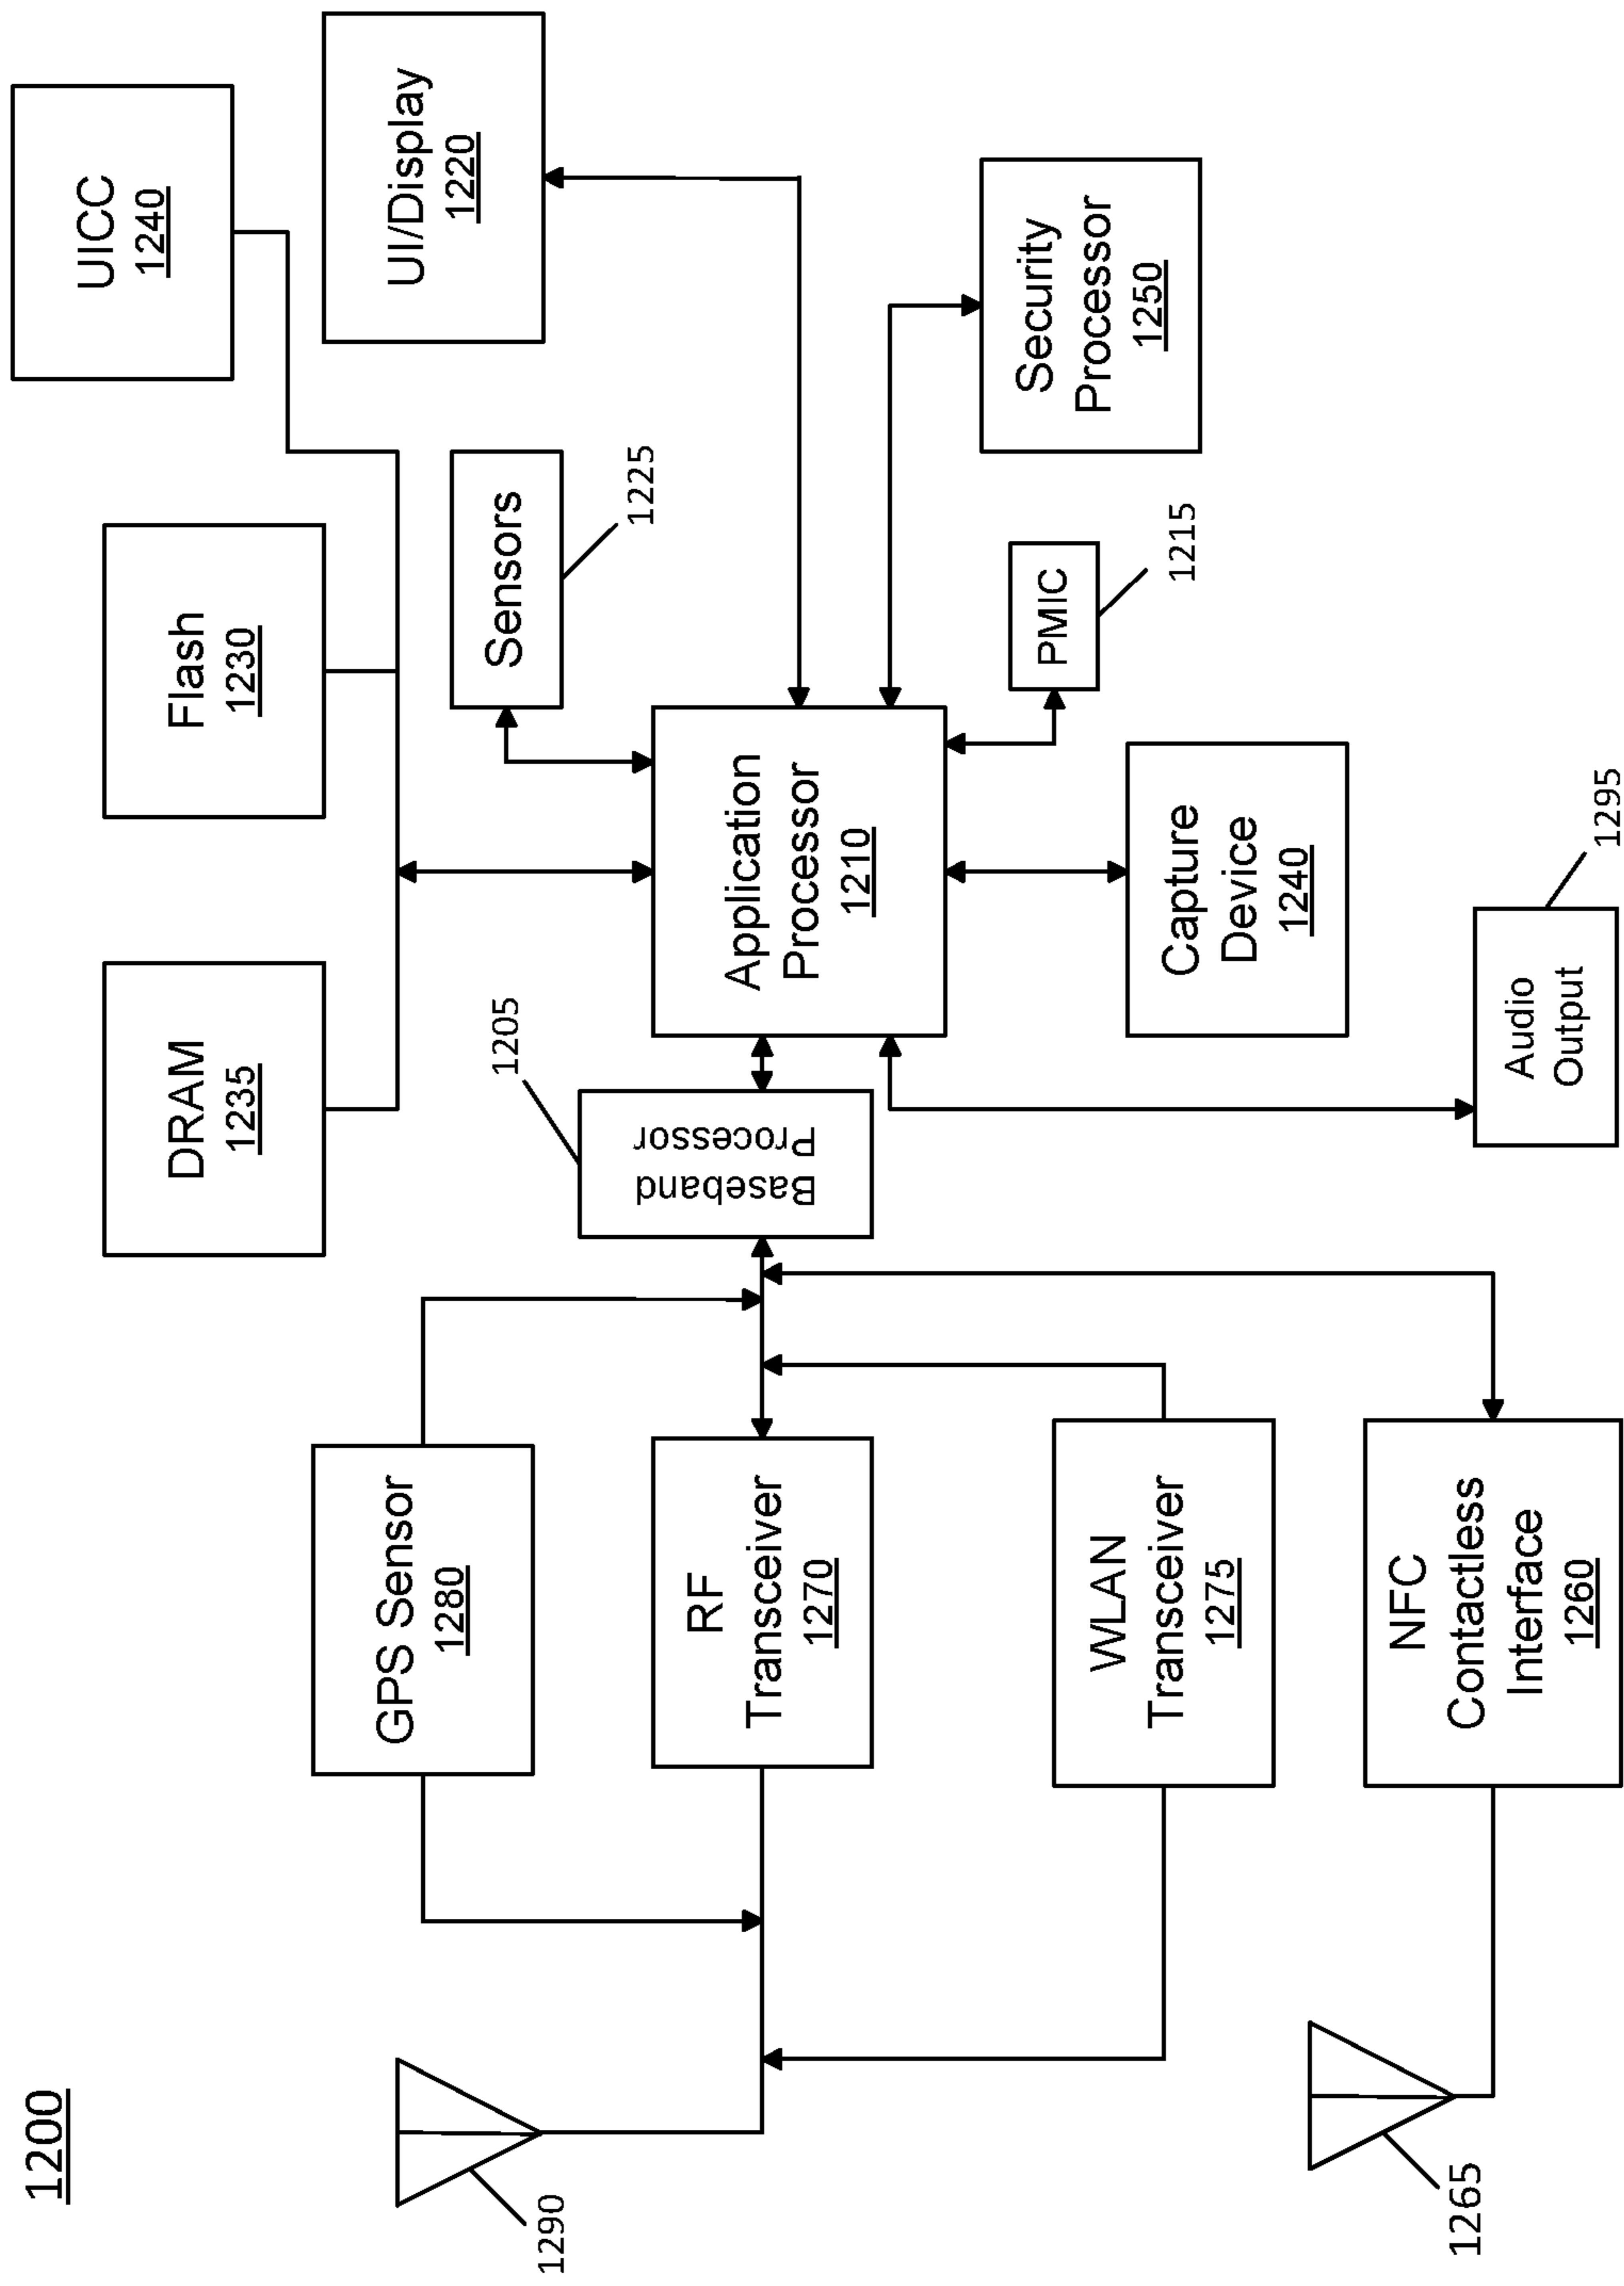 1200
UICC
1240
UI/Display
1220
Flash
1230
DRAM
1235
Sensors
1225
Security
Processor
1250
PMIC
1215
Application
Processor
1210
Capture
Device
1240
Audio
Output
1295
Baseband
Processor
1205
GPS Sensor
1280
RF
Transceiver
1270
WLAN
Transceiver
1275
NFC
Contactless
Interface
1260
1290
1265